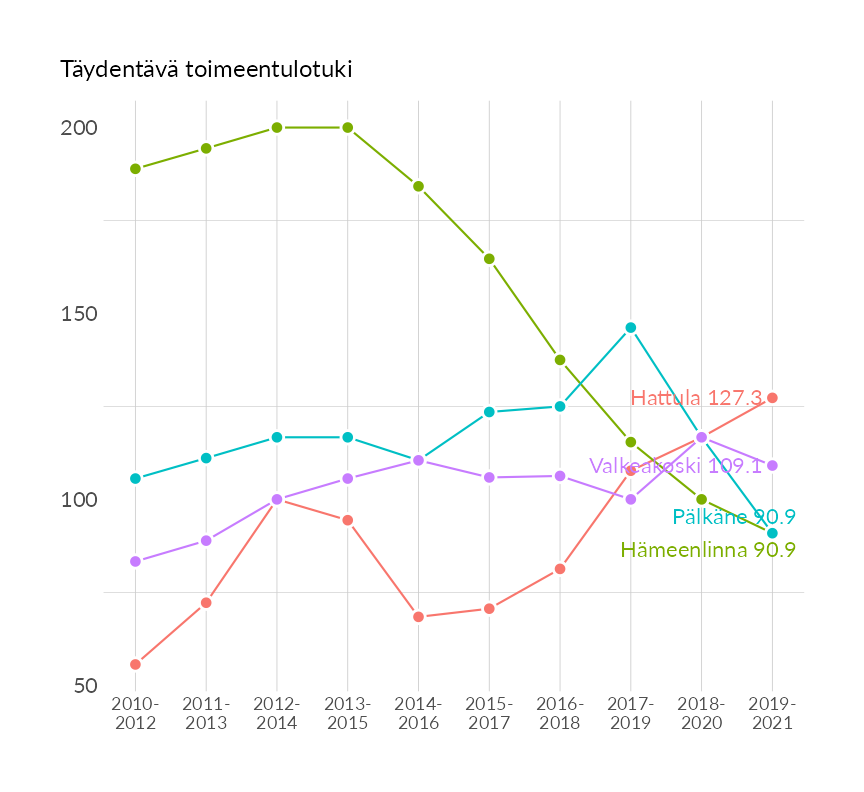 Täydentävä toimeentulotuki
200
150
100
50
Hattula 127.3
Valkeakoski 109.1
Pälkäne 90.9
Hämeenlinna 90.9
2010- 2011- 2012- 2013- 2014- 2015- 2016- 2017- 2018- 2019-
2012 2013 2014 2015 2016 2017 2018 2019 2020 2021